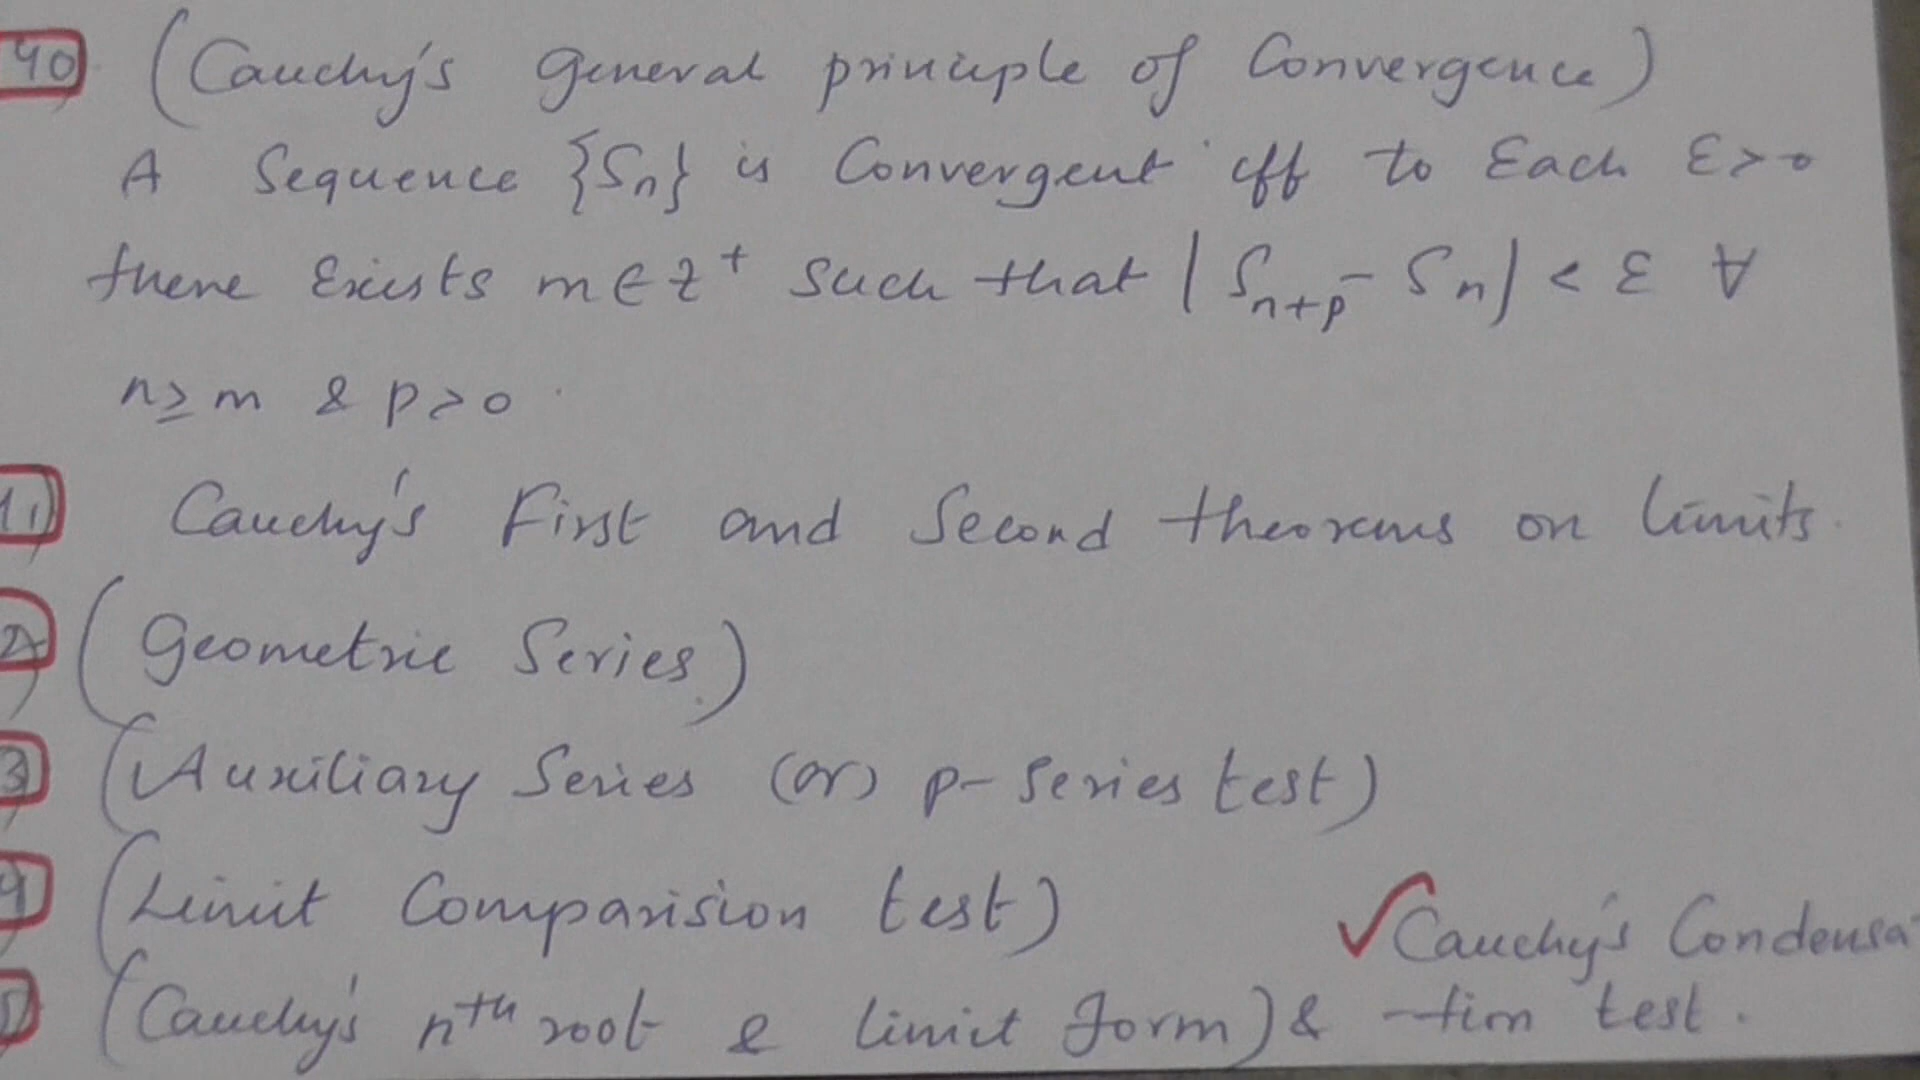 40 (Cauchy's general principle of Convergence)
A Sequence {Sn} is Convergent iff to Each ε>0
there Exists m∈z⁺ such that |Sn+p - Sn| < ε ∀
n≥m & p>0.
1) Cauchy's First and Second theorems on limits.
2 (Geometric Series.)
3 (Auxiliary Series (or) p-series test)
4 (Limit Comparision test) ✓Cauchy's Condensa
5 (Cauchy's nth root & limit form) & -tion test.